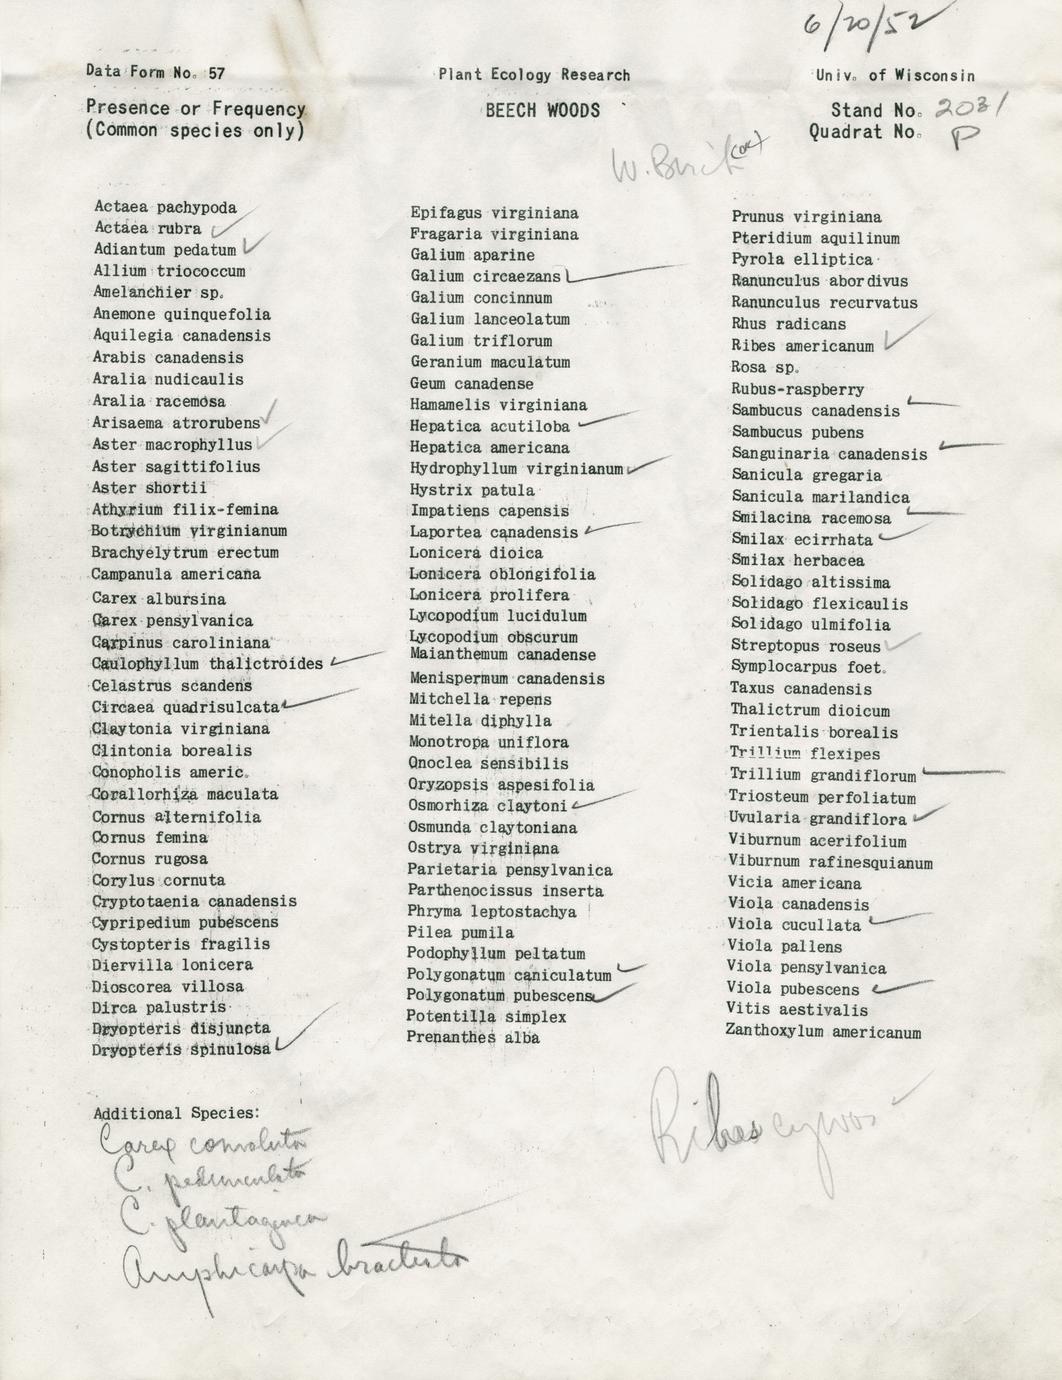 6/20/52
Data Form No. 57
Plant Ecology Research
Univ. of Wisconsin
Presence or Frequency
(Common species only)
BEECH WOODS
Stand No. 2031
Quadrat No. P
W.
Actaea pachypoda
Actaea rubra ✓
Adiantum pedatum ✓
Allium triococcum
Amelanchier sp.
Anemone quinquefolia
Aquilegia canadensis
Arabis canadensis
Aralia nudicaulis
Aralia racemosa
Arisaema atrorubens ✓
Aster macrophyllus ✓
Aster sagittifolius
Aster shortii
Athyrium filix-femina
Botrychium virginianum
Brachyelytrum erectum
Campanula americana
Carex albursina
Carex pensylvanica
Carpinus caroliniana
Caulophyllum thalictroides ✓
Celastrus scandens
Circaea quadrisulcata ✓
Claytonia virginiana
Clintonia borealis
Conopholis americ.
Corallorhiza maculata
Cornus alternifolia
Cornus femina
Cornus rugosa
Corylus cornuta
Cryptotaenia canadensis
Cypripedium pubescens
Cystopteris fragilis
Diervilla lonicera
Dioscorea villosa
Dirca palustris
Dryopteris disjuncta
Dryopteris spinulosa ✓
Epifagus virginiana
Fragaria virginiana
Galium aparine
Galium circaezans ✓
Galium concinnum
Galium lanceolatum
Galium triflorum
Geranium maculatum
Geum canadense
Hamamelis virginiana
Hepatica acutiloba ✓
Hepatica americana
Hydrophyllum virginianum ✓
Hystrix patula
Impatiens capensis
Laportea canadensis ✓
Lonicera dioica
Lonicera oblongifolia
Lonicera prolifera
Lycopodium lucidulum
Lycopodium obscurum
Maianthemum canadense
Menispermum canadensis
Mitchella repens
Mitella diphylla
Monotropa uniflora
Onoclea sensibilis
Oryzopsis aspesifolia
Osmorhiza claytoni ✓
Osmunda claytoniana
Ostrya virginiana
Parietaria pensylvanica
Parthenocissus inserta
Phryma leptostachya
Pilea pumila
Podophyllum peltatum
Polygonatum caniculatum ✓
Polygonatum pubescens ✓
Potentilla simplex
Prenanthes alba
Prunus virginiana
Pteridium aquilinum
Pyrola elliptica
Ranunculus abordivus
Ranunculus recurvatus
Rhus radicans
Ribes americanum ✓
Rosa sp.
Rubus-raspberry
Sambucus canadensis ✓
Sambucus pubens
Sanguinaria canadensis ✓
Sanicula gregaria
Sanicula marilandica
Smilacina racemosa ✓
Smilax ecirrhata ✓
Smilax herbacea
Solidago altissima
Solidago flexicaulis
Solidago ulmifolia
Streptopus roseus ✓
Symplocarpus foet.
Taxus canadensis
Thalictrum dioicum
Trientalis borealis
Trillium flexipes
Trillium grandiflorum ✓
Triosteum perfoliatum
Uvularia grandiflora ✓
Viburnum acerifolium
Viburnum rafinesquianum
Vicia americana
Viola canadensis
Viola cucullata ✓
Viola pallens
Viola pensylvanica
Viola pubescens ✓
Vitis aestivalis
Zanthoxylum americanum
Additional Species:
Carex convoluta
C. pedunculata
C. plantaginea
Amphicarpa bracteata
Ribes cynos ✓